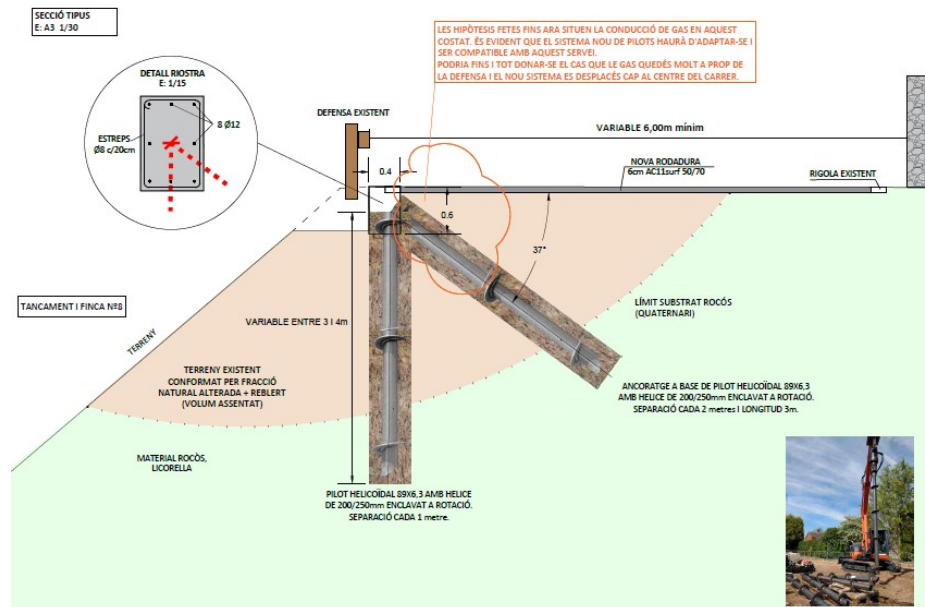 SECCIÓ TIPUS
E: A3 1/30
LES HIPÒTESIS FETES FINS ARA SITUEN LA CONDUCCIÓ DE GAS EN AQUEST
COSTAT. ÉS EVIDENT QUE EL SISTEMA NOU DE PILOTS HAURÀ D'ADAPTAR-SE I
SER COMPATIBLE AMB AQUEST SERVEI.
PODRIA FINS I TOT DONAR-SE EL CAS QUE LE GAS QUEDÉS MOLT A PROP DE
LA DEFENSA I EL NOU SISTEMA ES DESPLACÉS CAP AL CENTRE DEL CARRER.
DETALL RIOSTRA
E: 1/15
8 Ø12
ESTREPS
Ø8 c/20cm
DEFENSA EXISTENT
VARIABLE 6,00m mínim
0.4
NOVA RODADURA
6cm AC11surf 50/70
RIGOLA EXISTENT
0.6
37°
TANCAMENT I FINCA Nº8
TERRENY
VARIABLE ENTRE 3 I 4m
LÍMIT SUBSTRAT ROCÓS
(QUATERNARI)
TERRENY EXISTENT
CONFORMAT PER FRACCIÓ
NATURAL ALTERADA + REBLERT
(VOLUM ASSENTAT)
ANCORATGE A BASE DE PILOT HELICOÏDAL 89X6,3
AMB HELICE DE 200/250mm ENCLAVAT A ROTACIÓ.
SEPARACIÓ CADA 2 metres I LONGITUD 3m.
MATERIAL ROCÒS,
LICORELLA
PILOT HELICOÏDAL 89X6,3 AMB HELICE
DE 200/250mm ENCLAVAT A ROTACIÓ.
SEPARACIÓ CADA 1 metre.